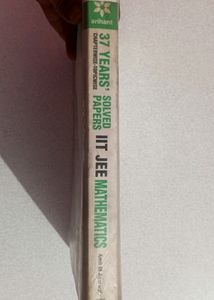 arihant
37 YEARS'
CHAPTERWISE-TOPICWISE
SOLVED
PAPERS
IIT JEE
MATHEMATICS